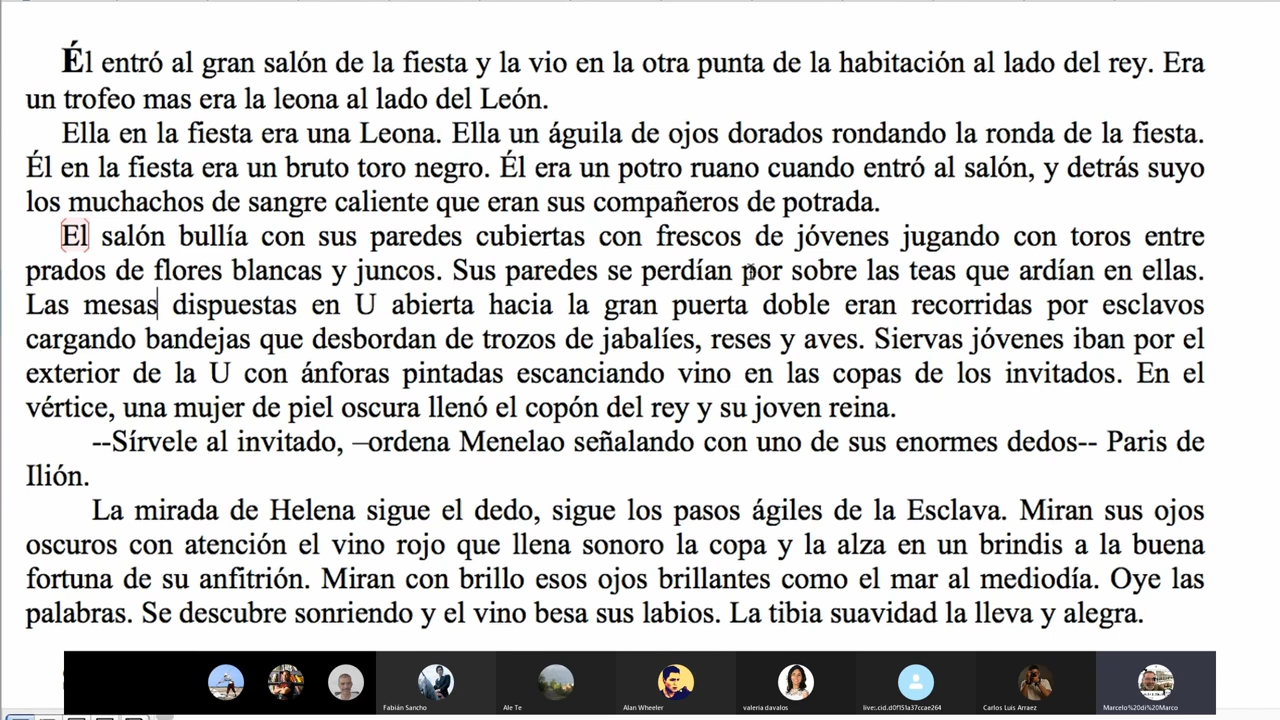 Él entró al gran salón de la fiesta y la vio en la otra punta de la habitación al lado del rey. Era
un trofeo mas era la leona al lado del León.
Ella en la fiesta era una Leona. Ella un águila de ojos dorados rondando la ronda de la fiesta.
Él en la fiesta era un bruto toro negro. Él era un potro ruano cuando entró al salón, y detrás suyo
los muchachos de sangre caliente que eran sus compañeros de potrada.
El salón bullía con sus paredes cubiertas con frescos de jóvenes jugando con toros entre
prados de flores blancas y juncos. Sus paredes se perdían por sobre las teas que ardían en ellas.
Las mesas dispuestas en U abierta hacia la gran puerta doble eran recorridas por esclavos
cargando bandejas que desbordan de trozos de jabalíes, reses y aves. Siervas jóvenes iban por el
exterior de la U con ánforas pintadas escanciando vino en las copas de los invitados. En el
vértice, una mujer de piel oscura llenó el copón del rey y su joven reina.
--Sírvele al invitado, –ordena Menelao señalando con uno de sus enormes dedos-- Paris de
Ilión.
La mirada de Helena sigue el dedo, sigue los pasos ágiles de la Esclava. Miran sus ojos
oscuros con atención el vino rojo que llena sonoro la copa y la alza en un brindis a la buena
fortuna de su anfitrión. Miran con brillo esos ojos brillantes como el mar al mediodía. Oye las
palabras. Se descubre sonriendo y el vino besa sus labios. La tibia suavidad la lleva y alegra.
Fabián Sancho
Ale Te
Alan Wheeler
valeria davalos
live:.cid.d0f151a37ccae264
Carlos Luis Arraez
Marcelo%20di%20Marco